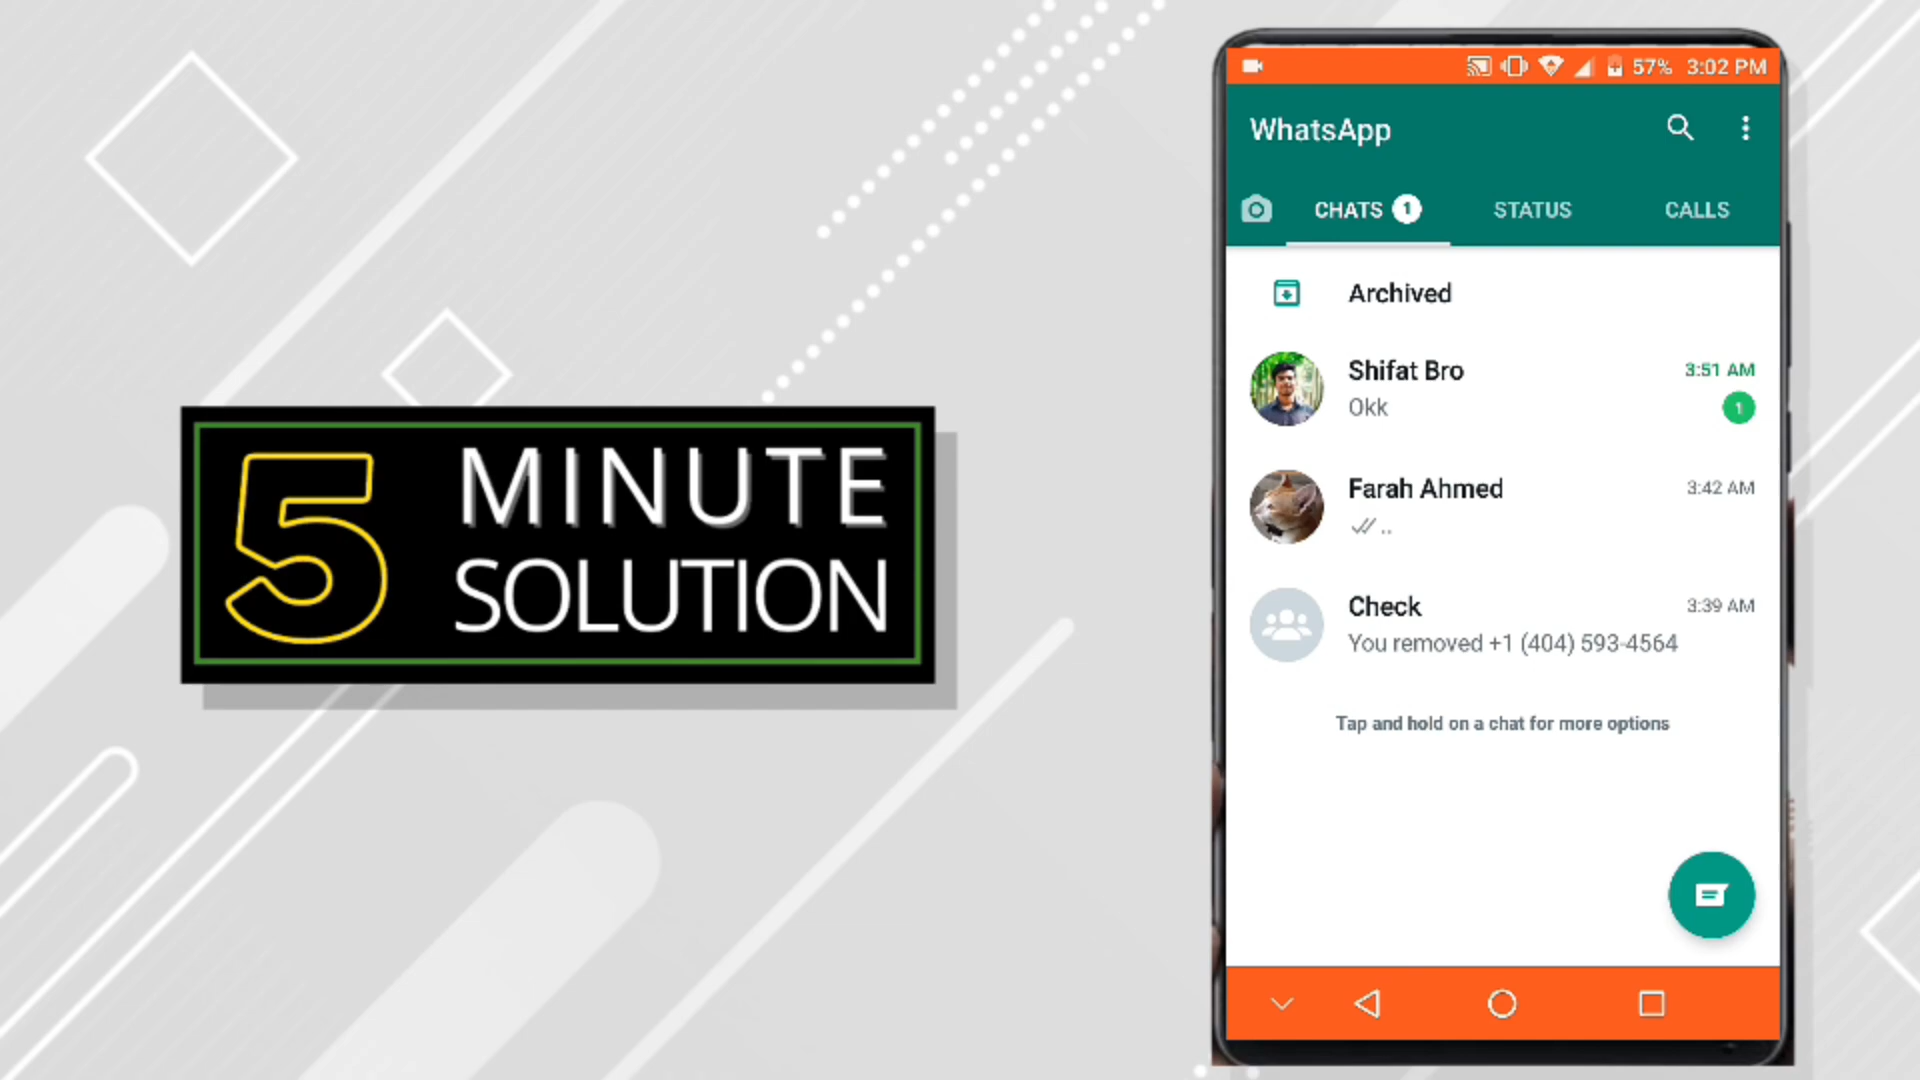 5 MINUTE
SOLUTION
57% 3:02 PM
WhatsApp
CHATS 1 STATUS CALLS
Archived
Shifat Bro 3:51 AM
Okk 1
Farah Ahmed 3:42 AM
..
Check 3:39 AM
You removed +1 (404) 593-4564
Tap and hold on a chat for more options